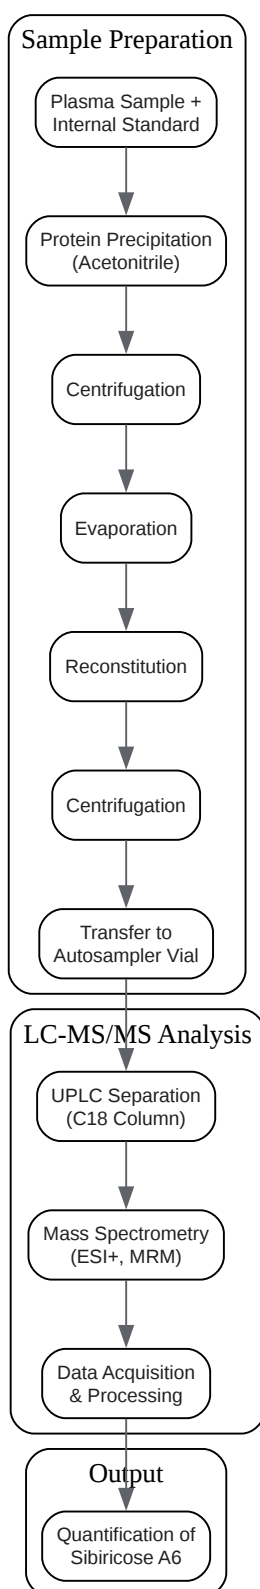 Sample Preparation
Plasma Sample +
Internal Standard
Protein Precipitation
(Acetonitrile)
Centrifugation
Evaporation
Reconstitution
Centrifugation
Transfer to
Autosampler Vial
LC-MS/MS Analysis
UPLC Separation
(C18 Column)
Mass Spectrometry
(ESI+, MRM)
Data Acquisition
& Processing
Output
Quantification of
Sibiricose A6